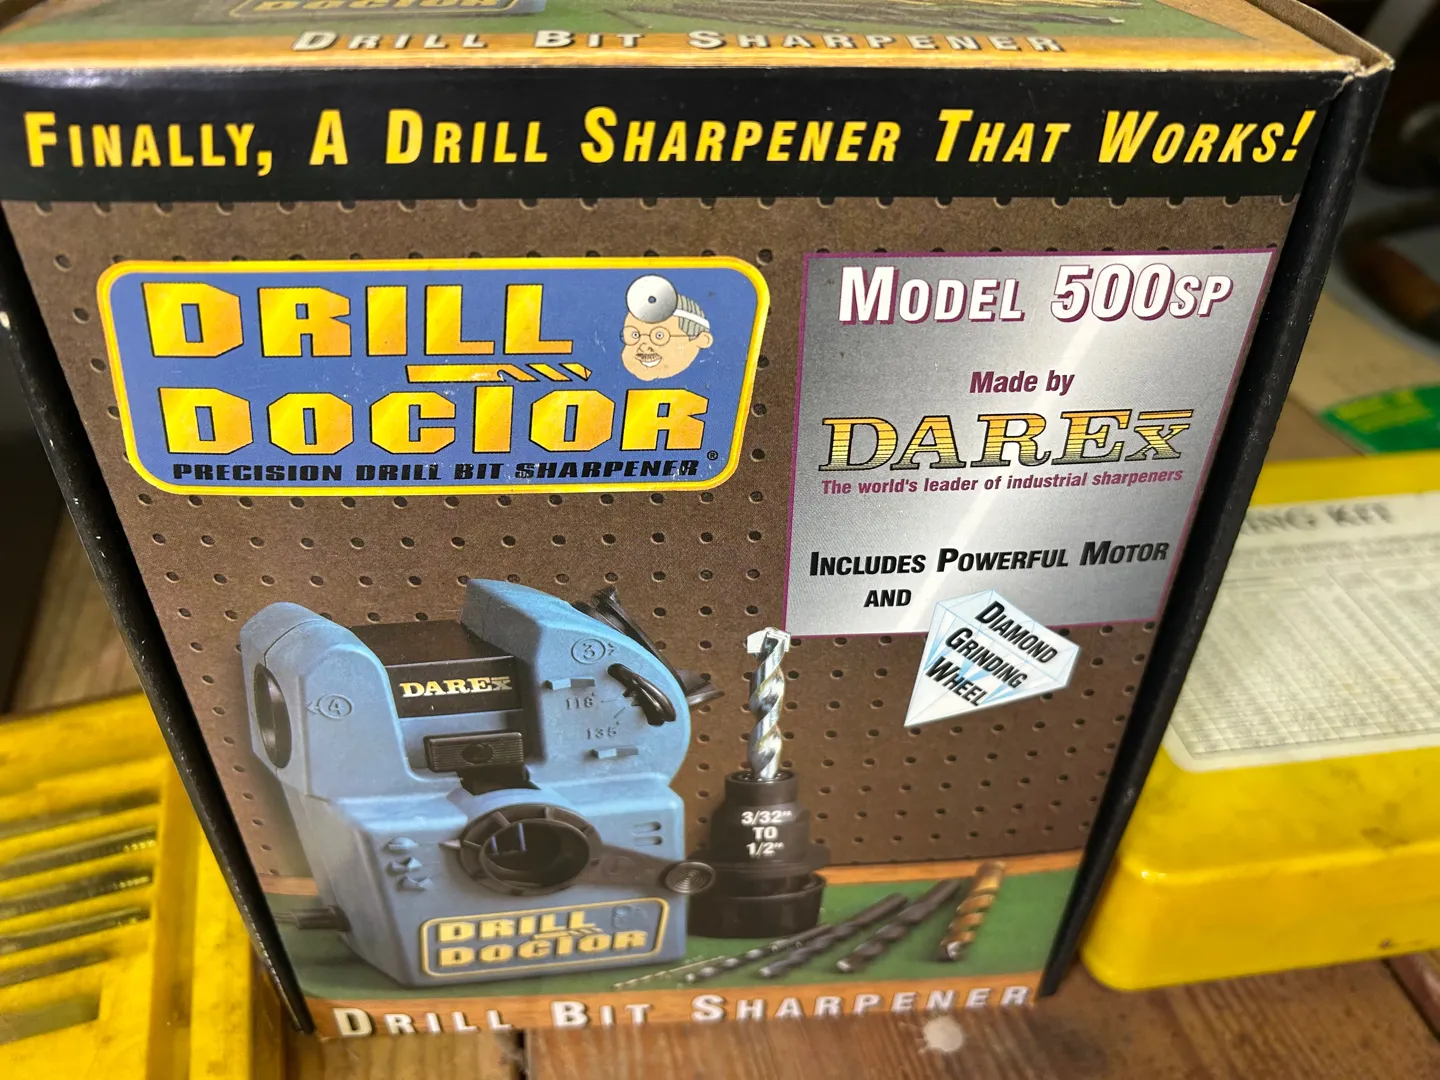 DRILL BIT SHARPENER
FINALLY, A DRILL SHARPENER THAT WORKS!
DRILL
DOCTOR
PRECISION DRILL BIT SHARPENER®
MODEL 500SP
Made by
DAREX
The world's leader of industrial sharpeners
INCLUDES POWERFUL MOTOR
AND
DIAMOND
GRINDING
WHEEL
DAREX
3
118°
135°
4
3/32"
TO
1/2"
DRILL
DOCTOR
DRILL BIT SHARPENER